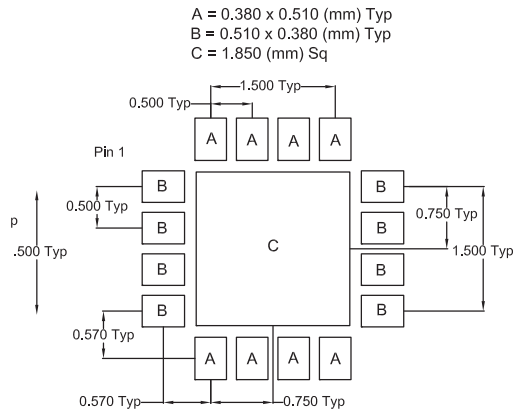 A = 0.380 x 0.510 (mm) Typ
B = 0.510 x 0.380 (mm) Typ
C = 1.850 (mm) Sq
1.500 Typ
0.500 Typ
A A A A
Pin 1
B B
0.500 Typ
0.750 Typ
p
B B
.500 Typ
C
1.500 Typ
B B
B B
0.570 Typ
A A A A
0.570 Typ
0.750 Typ